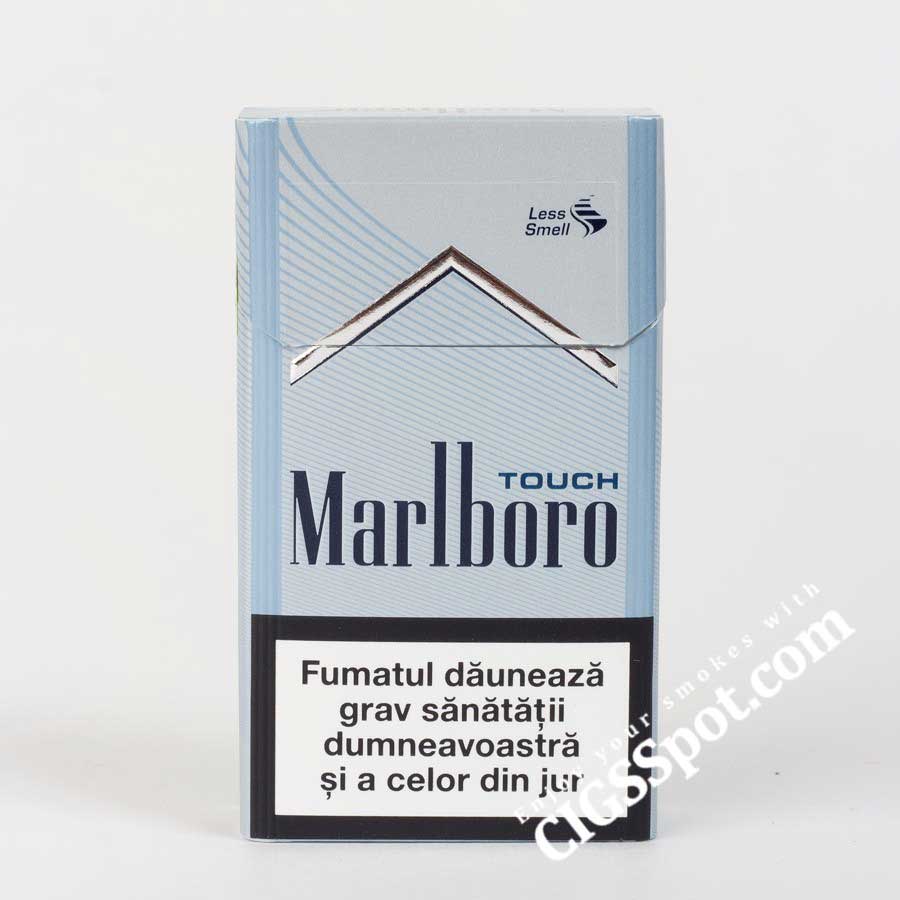 Less
Smell
TOUCH
Marlboro
Fumatul dăunează
grav sănătății
dumneavoastră
și a celor din jur
Enjoy your smokes with
CIGSSpot.com